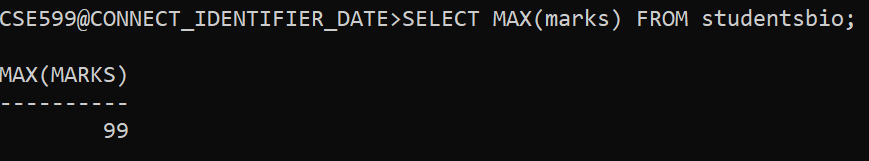 CSE599@CONNECT_IDENTIFIER_DATE>SELECT MAX(marks) FROM studentsbio;
MAX(MARKS)
----------
99